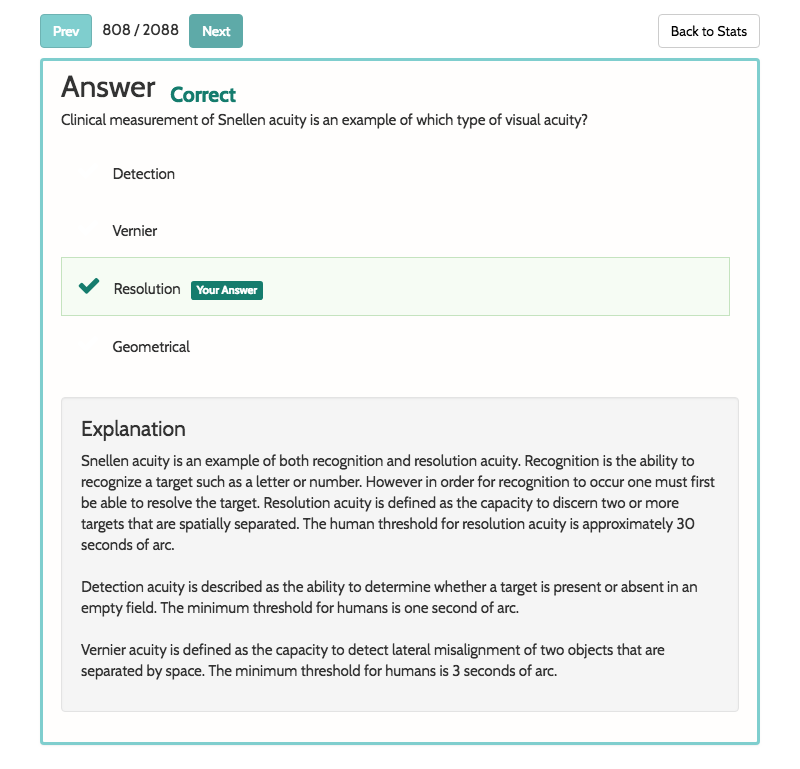 Prev 808 / 2088 Next Back to Stats
Answer Correct
Clinical measurement of Snellen acuity is an example of which type of visual acuity?
Detection
Vernier
Resolution Your Answer
Geometrical
Explanation
Snellen acuity is an example of both recognition and resolution acuity. Recognition is the ability to
recognize a target such as a letter or number. However in order for recognition to occur one must first
be able to resolve the target. Resolution acuity is defined as the capacity to discern two or more
targets that are spatially separated. The human threshold for resolution acuity is approximately 30
seconds of arc.
Detection acuity is described as the ability to determine whether a target is present or absent in an
empty field. The minimum threshold for humans is one second of arc.
Vernier acuity is defined as the capacity to detect lateral misalignment of two objects that are
separated by space. The minimum threshold for humans is 3 seconds of arc.